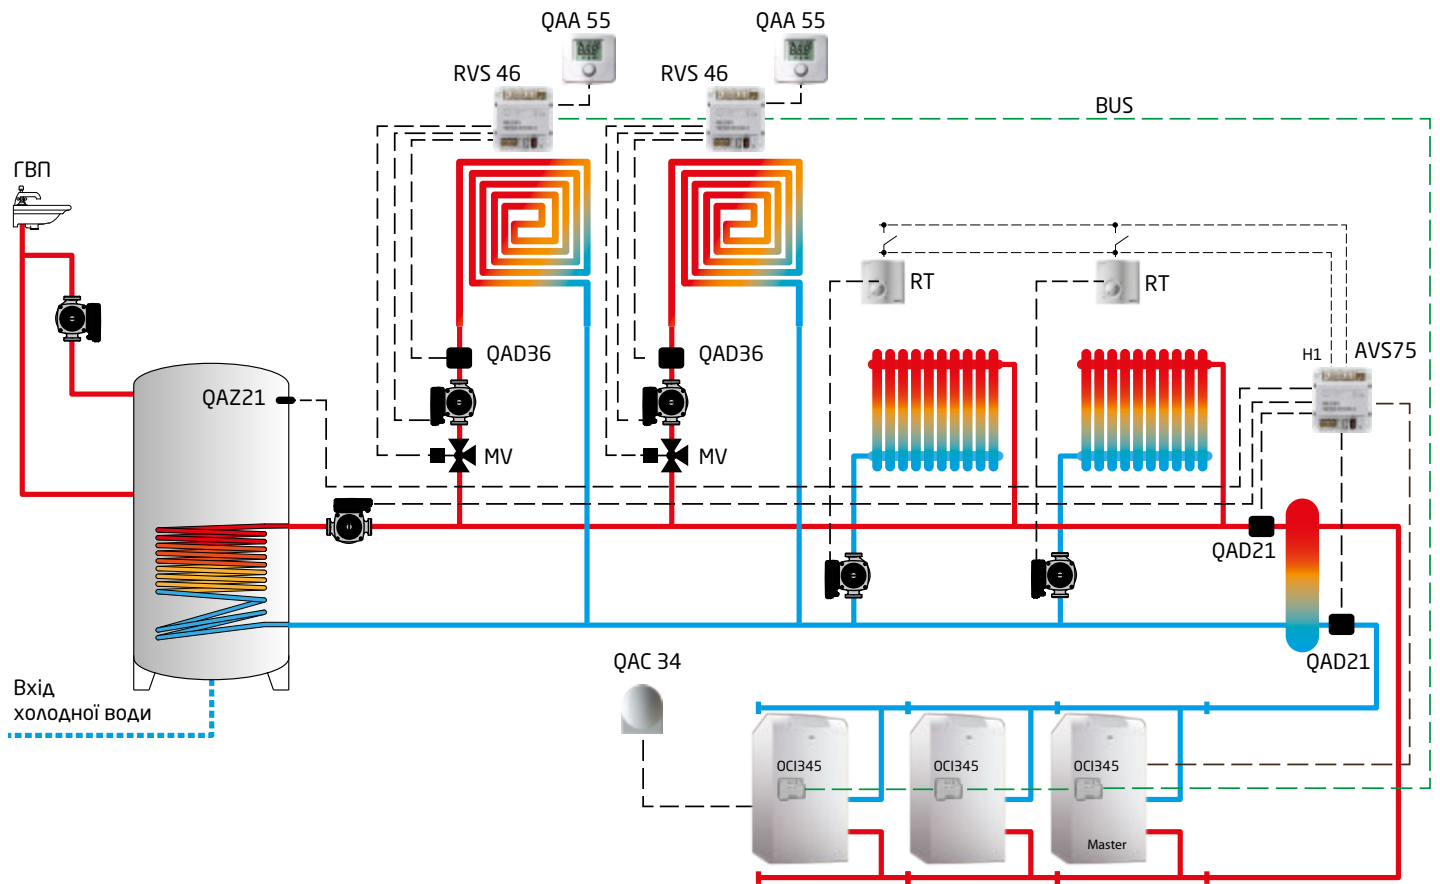 QAA 55
QAA 55
RVS 46
RVS 46
BUS
ГВП
RT
RT
QAD36
QAD36
H1
AVS75
QAZ21
MV
MV
QAD21
QAD21
QAC 34
Вхід
холодної води
OCI345
OCI345
OCI345
Master